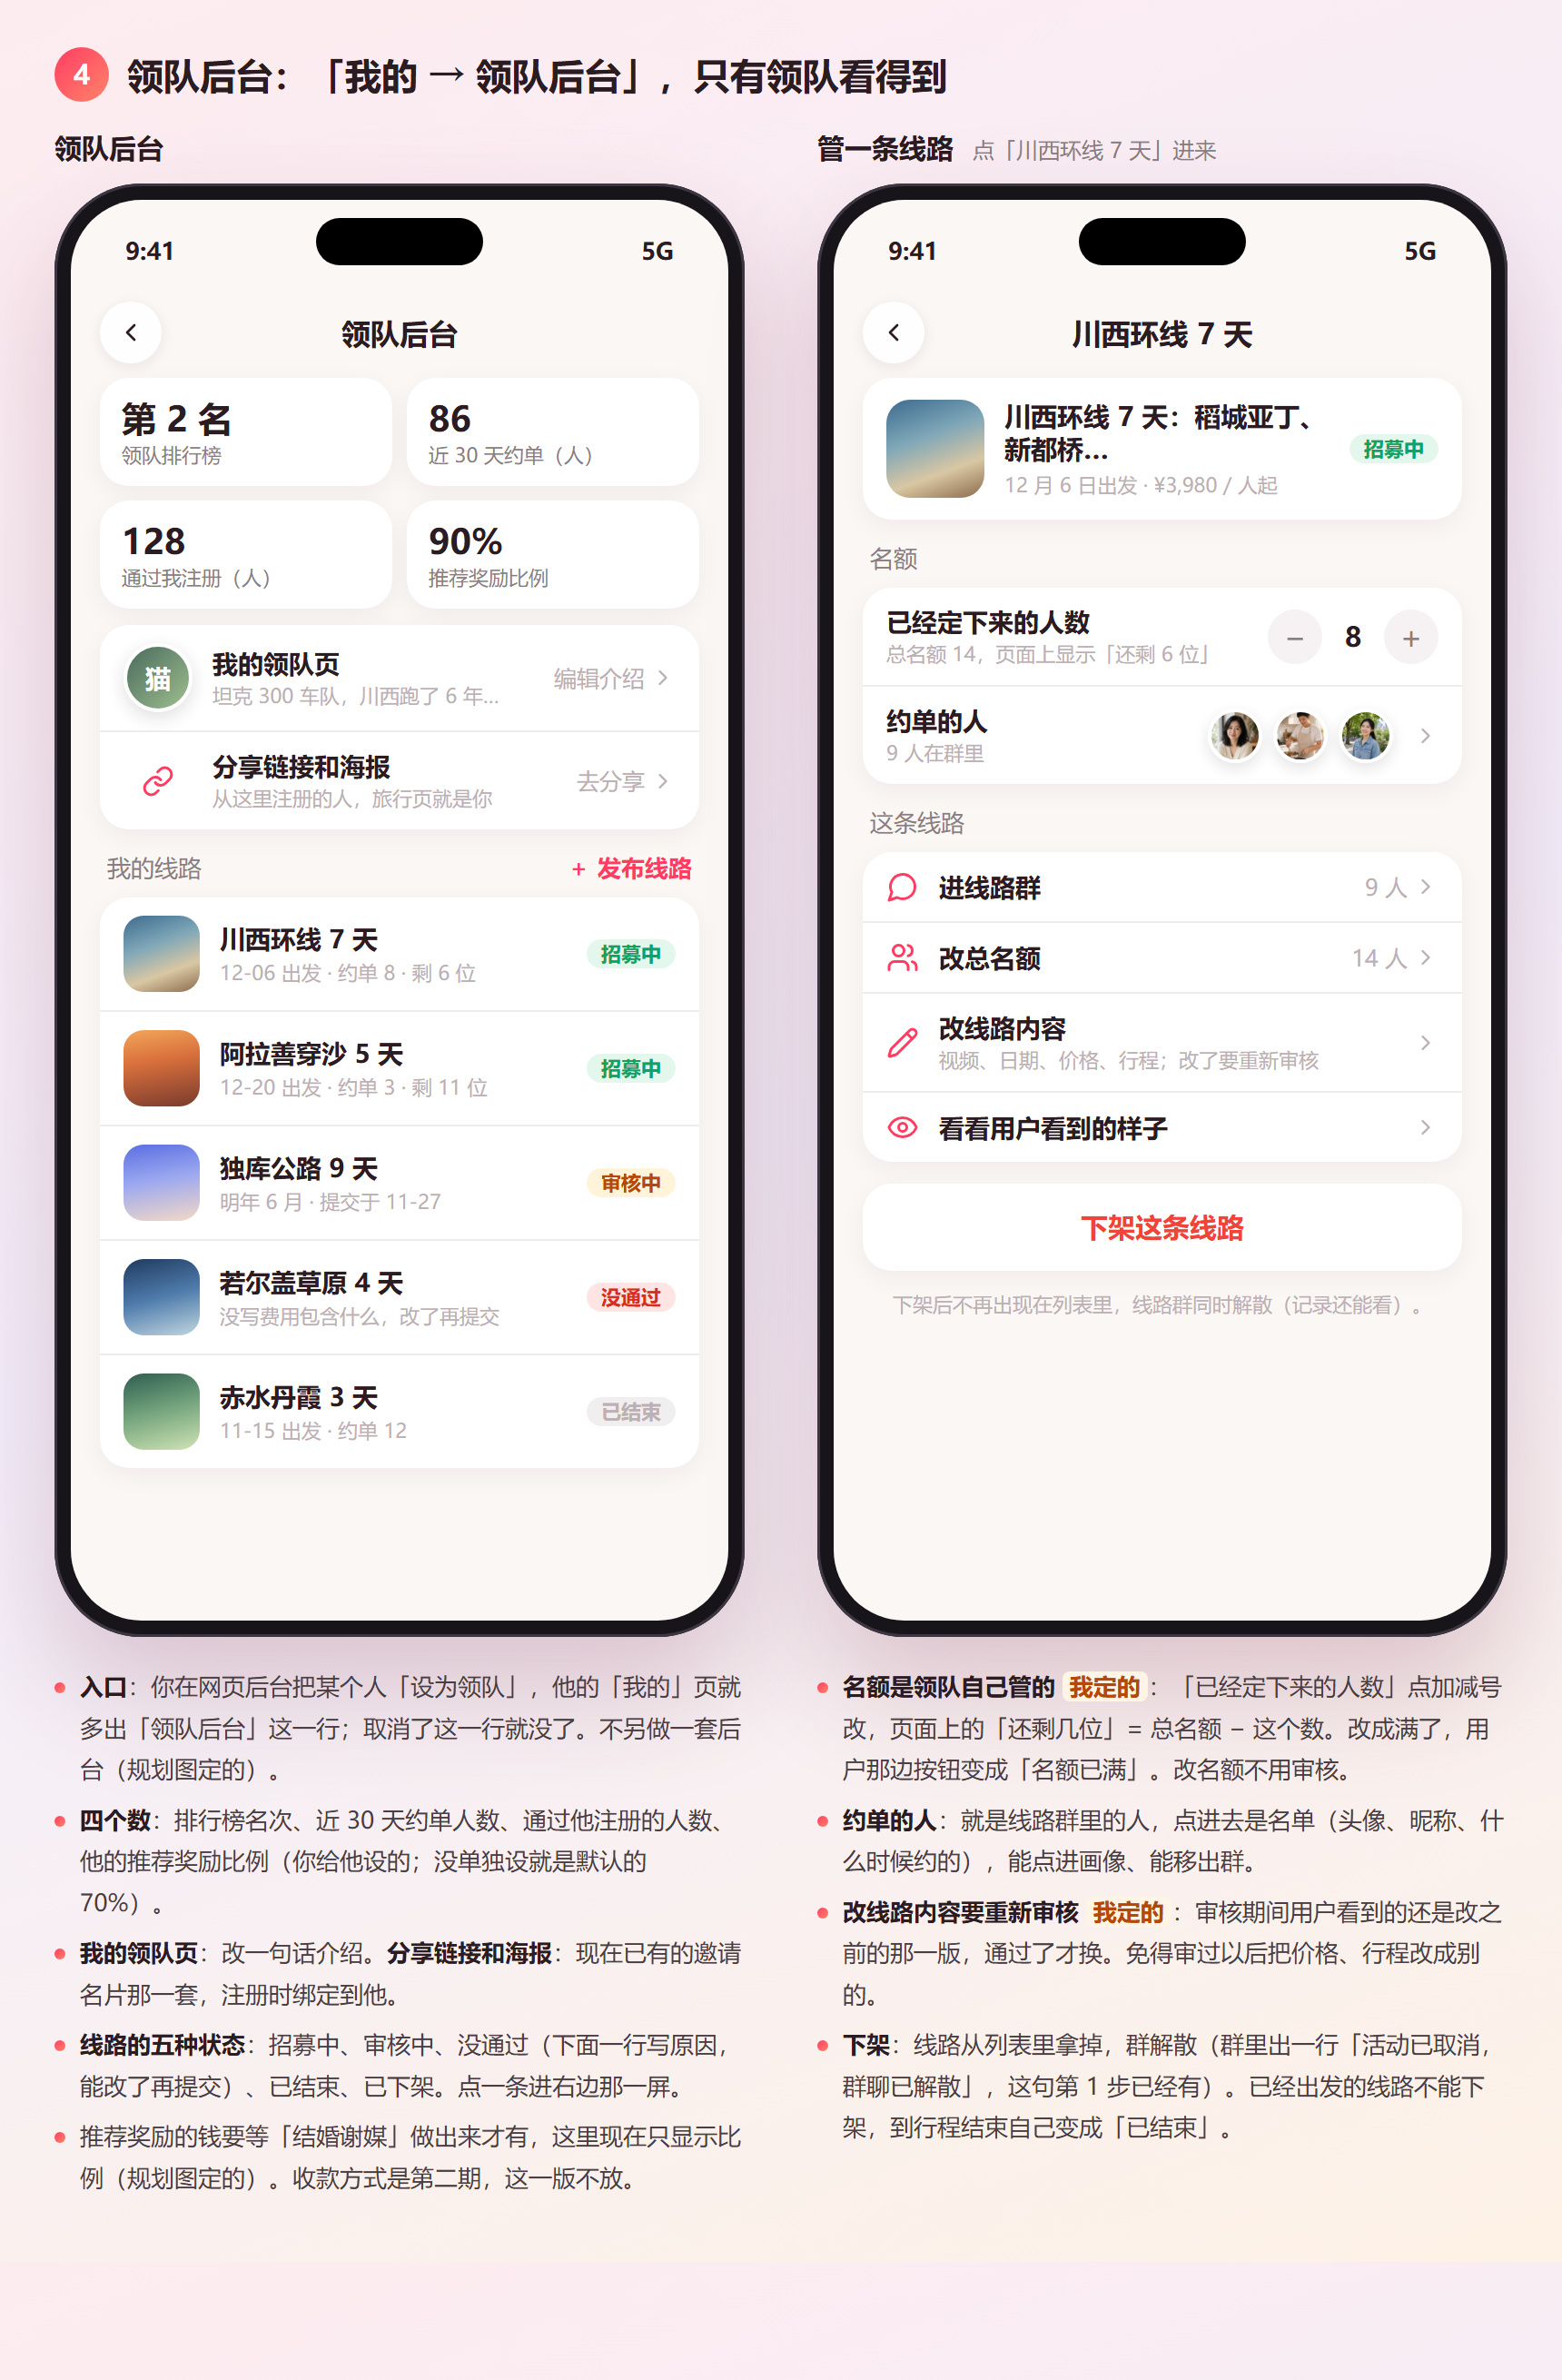 4 领队后台：「我的 → 领队后台」，只有领队看得到
领队后台
9:41
5G
领队后台
第 2 名
领队排行榜
86
近 30 天约单（人）
128
通过我注册（人）
90%
推荐奖励比例
猫
我的领队页
坦克 300 车队，川西跑了 6 年...
编辑介绍
分享链接和海报
从这里注册的人，旅行页就是你
去分享
我的线路
+ 发布线路
川西环线 7 天
12-06 出发 · 约单 8 · 剩 6 位
招募中
阿拉善穿沙 5 天
12-20 出发 · 约单 3 · 剩 11 位
招募中
独库公路 9 天
明年 6 月 · 提交于 11-27
审核中
若尔盖草原 4 天
没写费用包含什么，改了再提交
没通过
赤水丹霞 3 天
11-15 出发 · 约单 12
已结束
入口：你在网页后台把某个人「设为领队」，他的「我的」页就
多出「领队后台」这一行；取消了这一行就没了。不另做一套后
台（规划图定的）。
四个数：排行榜名次、近 30 天约单人数、通过他注册的人数、
他的推荐奖励比例（你给他设的；没单独设就是默认的
70%）。
我的领队页：改一句话介绍。分享链接和海报：现在已有的邀请
名片那一套，注册时绑定到他。
线路的五种状态：招募中、审核中、没通过（下面一行写原因，
能改了再提交）、已结束、已下架。点一条进右边那一屏。
推荐奖励的钱要等「结婚谢媒」做出来才有，这里现在只显示比
例（规划图定的）。收款方式是第二期，这一版不放。
管一条线路 点「川西环线 7 天」进来
9:41
5G
川西环线 7 天
川西环线 7 天：稻城亚丁、
新都桥...
12 月 6 日出发 · ¥3,980 / 人起
招募中
名额
已经定下来的人数
总名额 14，页面上显示「还剩 6 位」
− 8 +
约单的人
9 人在群里
这条线路
进线路群
9 人
改总名额
14 人
改线路内容
视频、日期、价格、行程；改了要重新审核
看看用户看到的样子
下架这条线路
下架后不再出现在列表里，线路群同时解散（记录还能看）。
名额是领队自己管的 我定的：「已经定下来的人数」点加减号
改，页面上的「还剩几位」= 总名额 − 这个数。改成满了，用
户那边按钮变成「名额已满」。改名额不用审核。
约单的人：就是线路群里的人，点进去是名单（头像、昵称、什
么时候约的），能点进画像、能移出群。
改线路内容要重新审核 我定的：审核期间用户看到的还是改之
前的那一版，通过了才换。免得审过以后把价格、行程改成别
的。
下架：线路从列表里拿掉，群解散（群里出一行「活动已取消，
群聊已解散」，这句第 1 步已经有）。已经出发的线路不能下
架，到行程结束自己变成「已结束」。